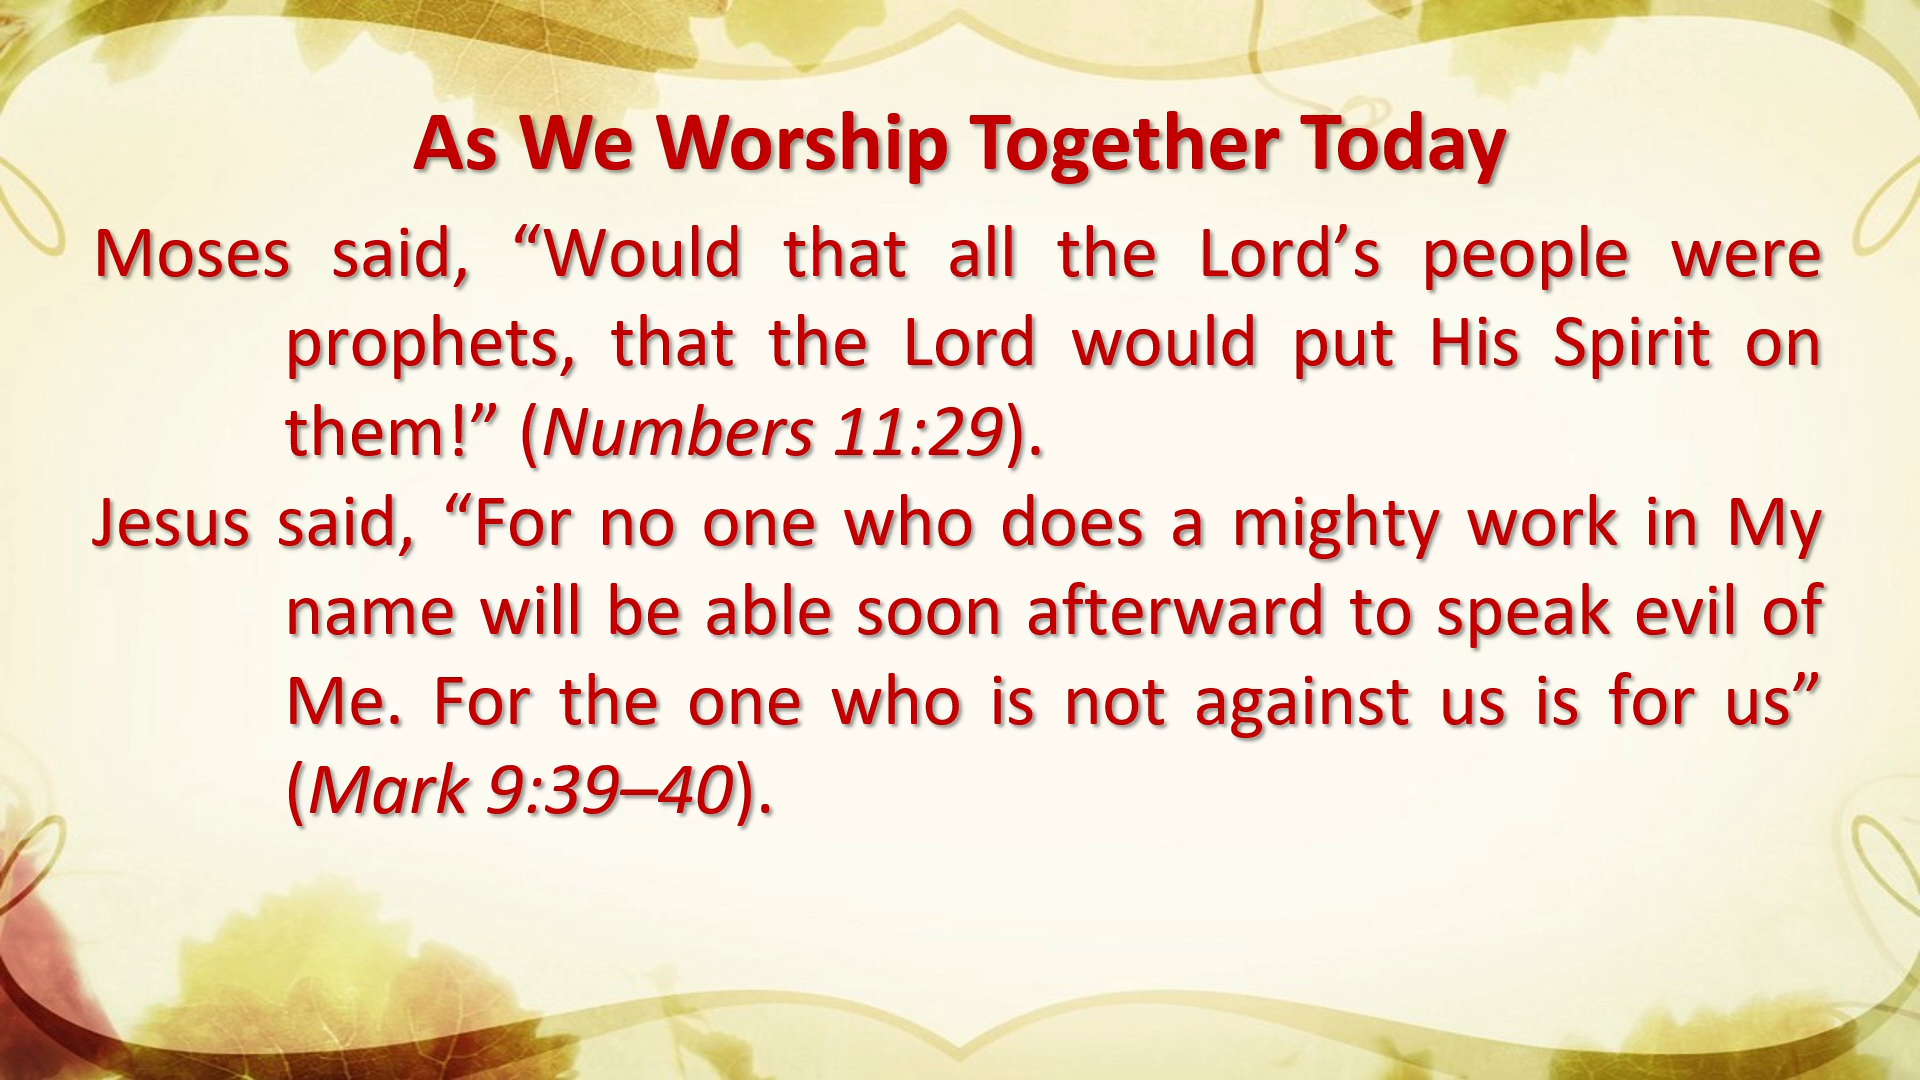 As We Worship Together Today
Moses said, “Would that all the Lord’s people were
prophets, that the Lord would put His Spirit on
them!” (Numbers 11:29).
Jesus said, “For no one who does a mighty work in My
name will be able soon afterward to speak evil of
Me. For the one who is not against us is for us”
(Mark 9:39–40).